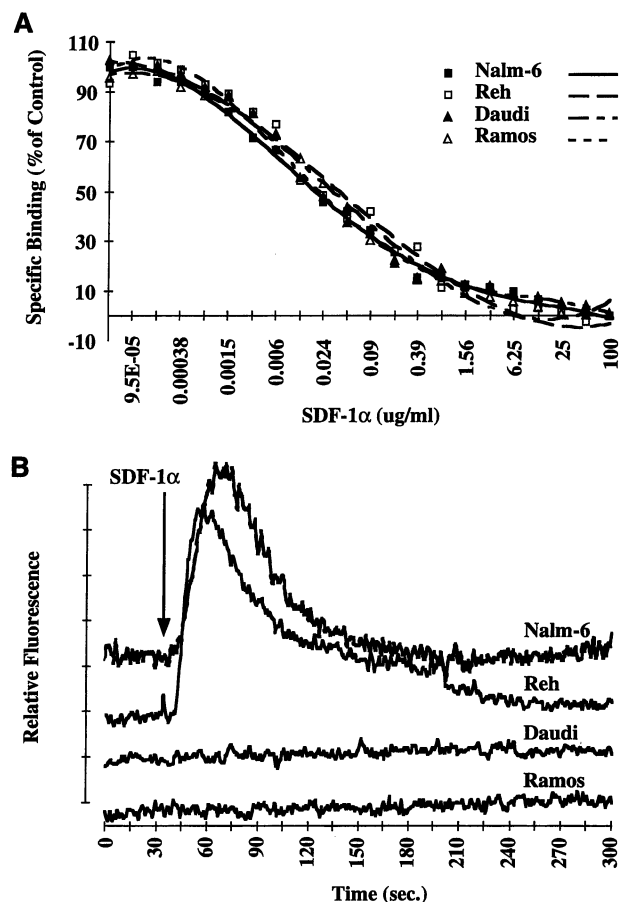 A
Specific Binding (% of Control)
110
90
70
50
30
10
-10
Nalm-6
Reh
Daudi
Ramos
9.5E-05
0.00038
0.0015
0.006
0.024
0.09
0.39
1.56
6.25
25
100
SDF-1α (ug/ml)
B
SDF-1α
Relative Fluorescence
Nalm-6
Reh
Daudi
Ramos
0
30
60
90
120
150
180
210
240
270
300
Time (sec.)